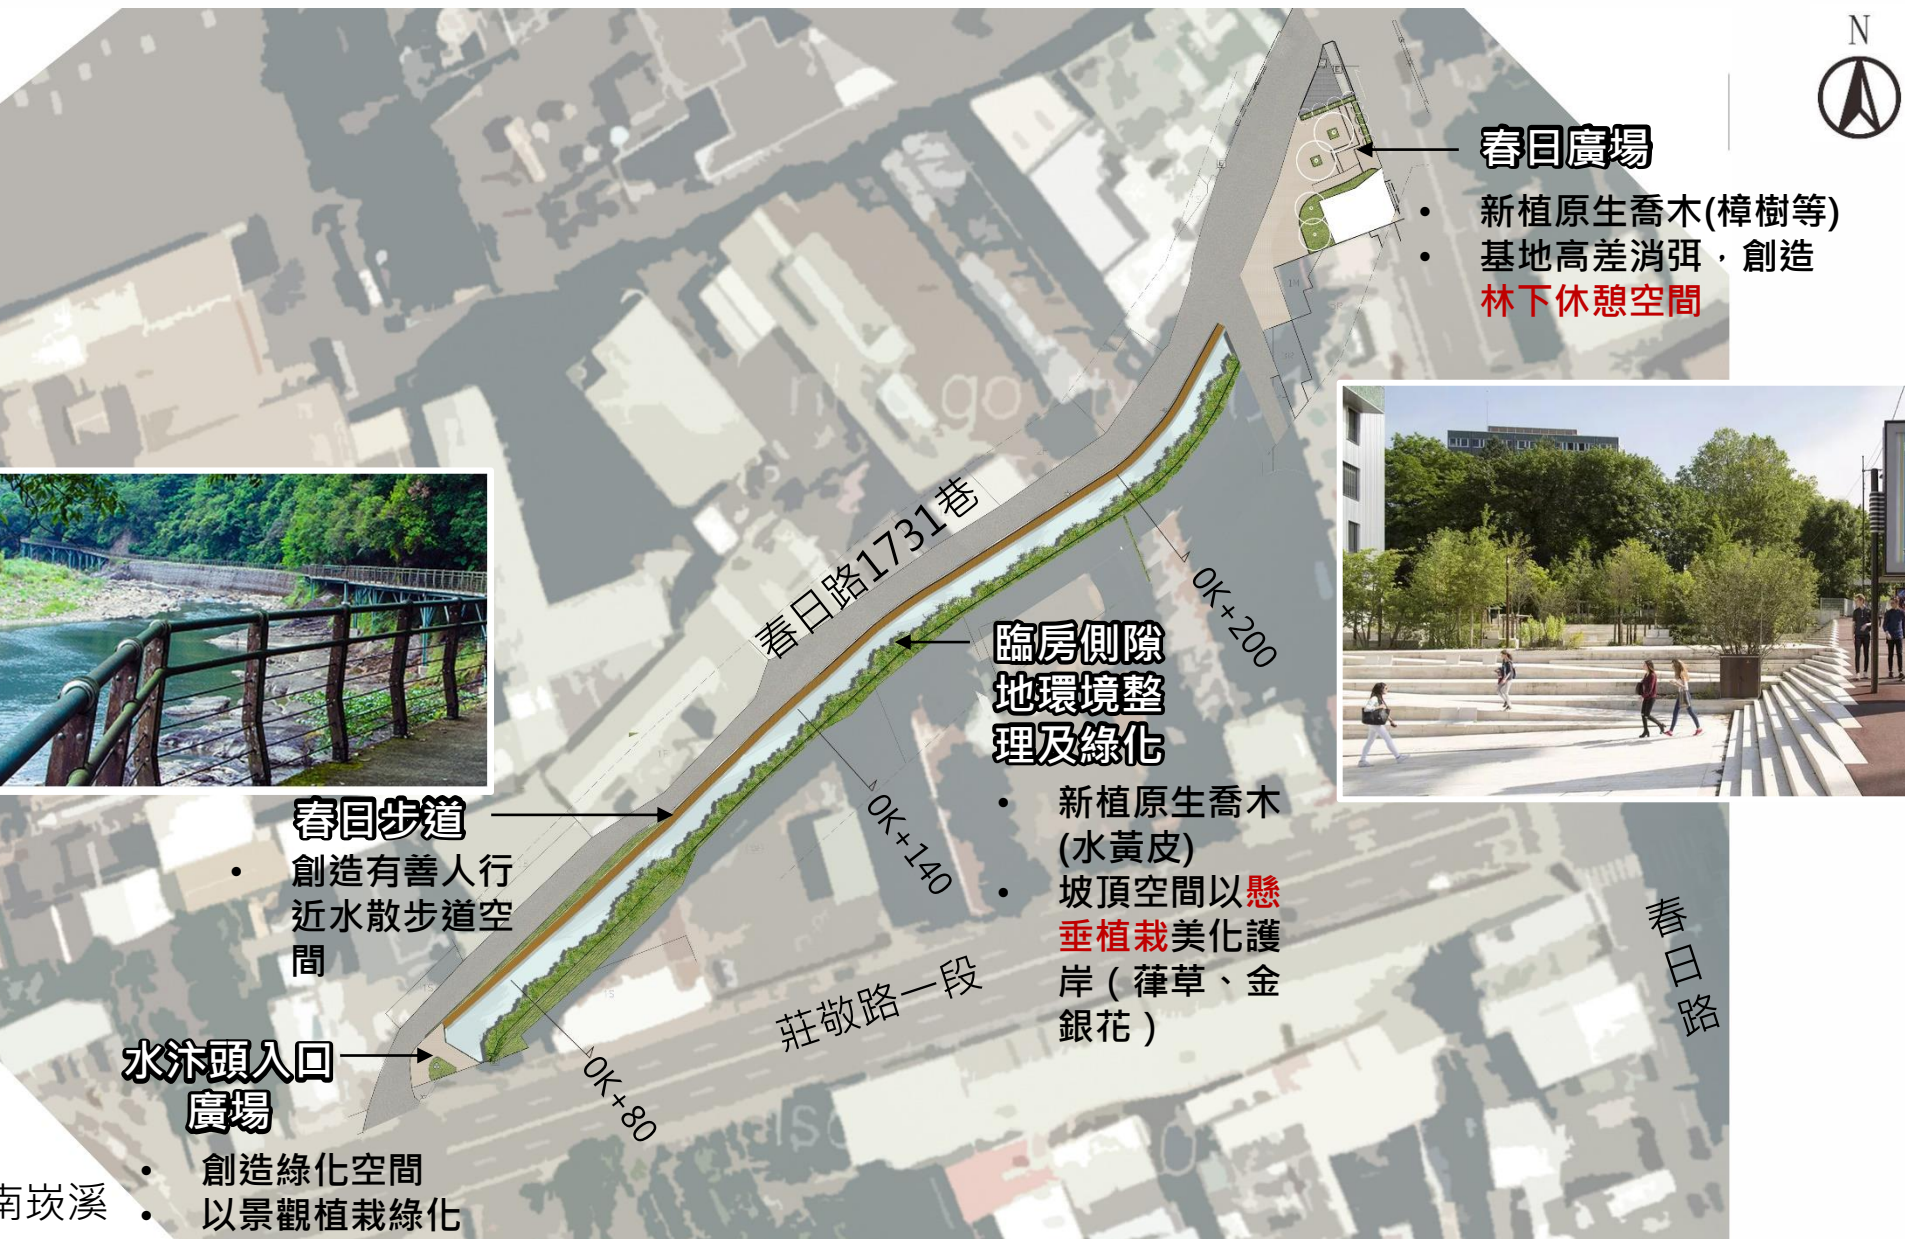 N
春日廣場
• 新植原生喬木(樟樹等)
• 基地高差消弭，創造
林下休憩空間
春日路1731巷
0K+200
臨房側隙
地環境整
理及綠化
• 新植原生喬木
(水黃皮)
• 坡頂空間以懸
垂植栽美化護
岸（葎草、金
銀花）
0K+140
春日步道
• 創造有善人行
近水散步道空
間
春日路
莊敬路一段
0K+80
水汴頭入口
廣場
• 創造綠化空間
• 以景觀植栽綠化
南崁溪